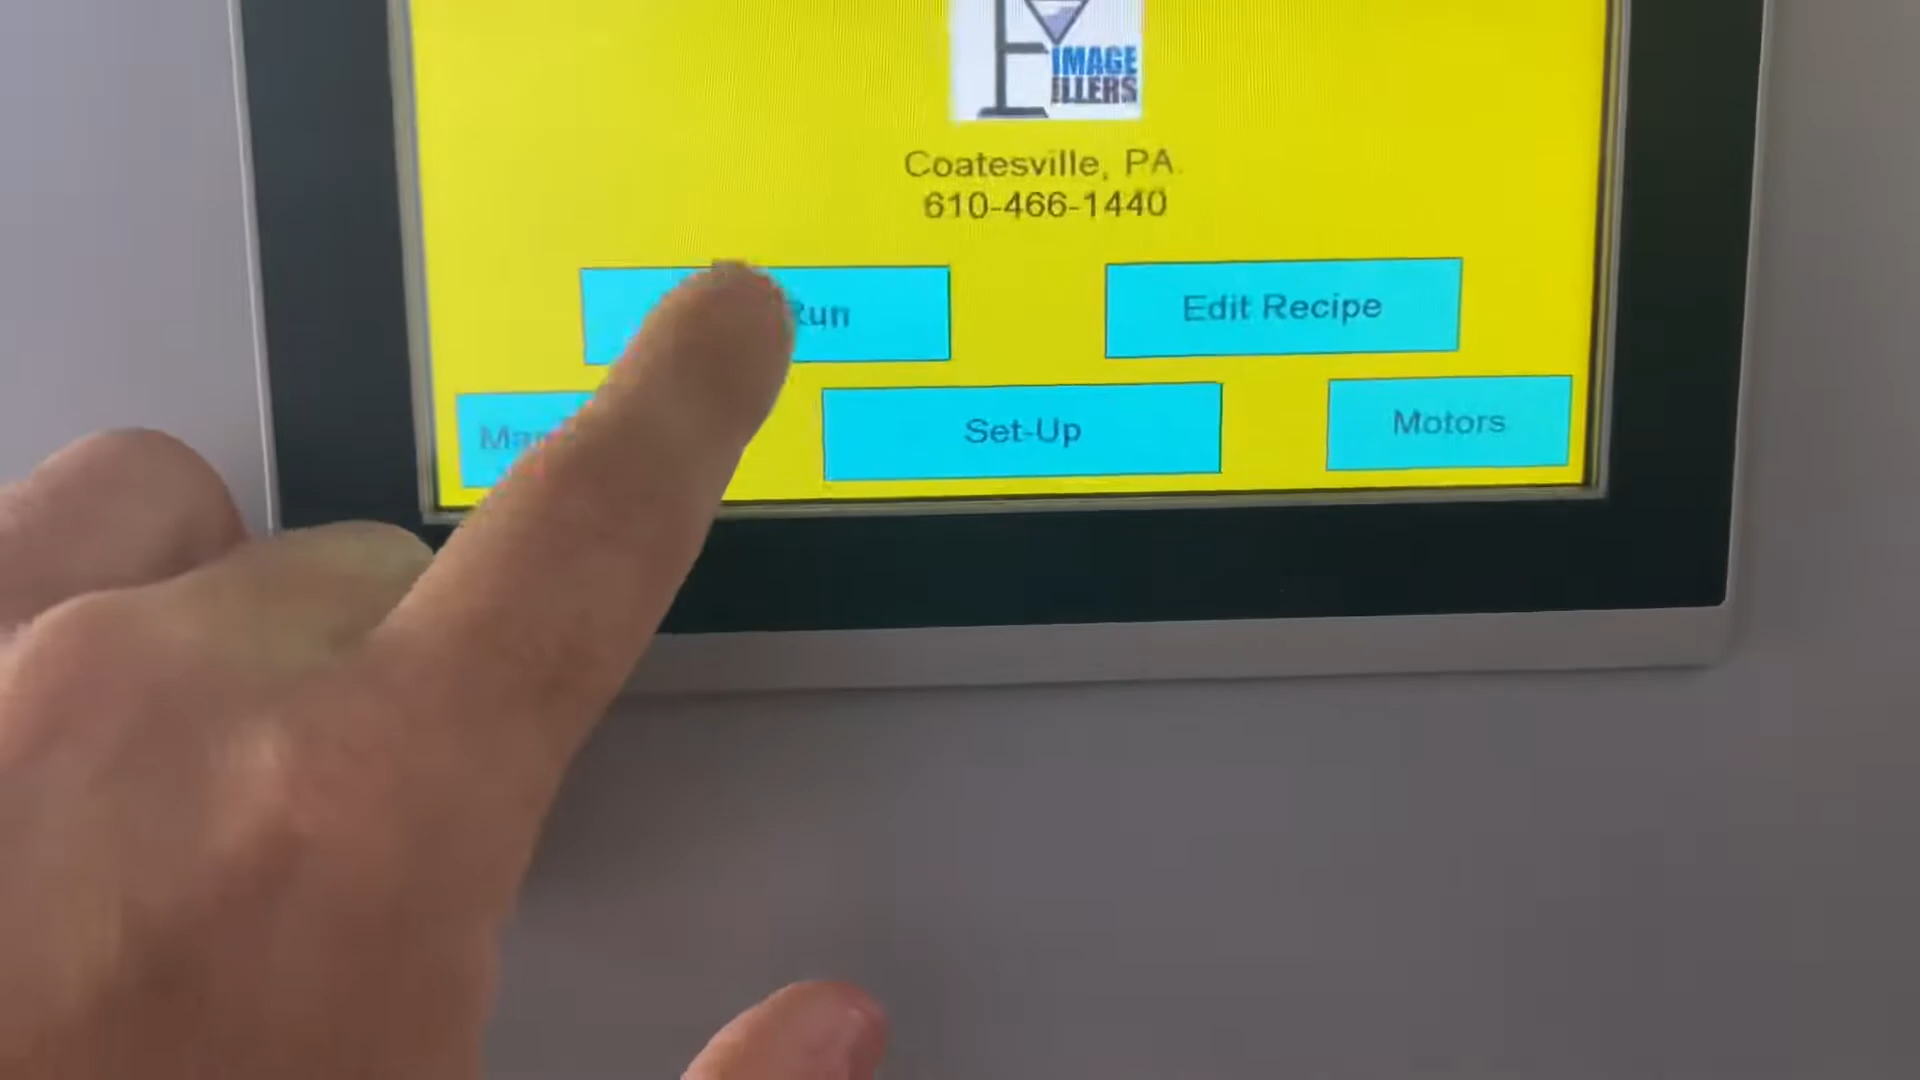 IMAGE
ILLERS
Coatesville, PA.
610-466-1440
Run
Edit Recipe
Set-Up
Motors